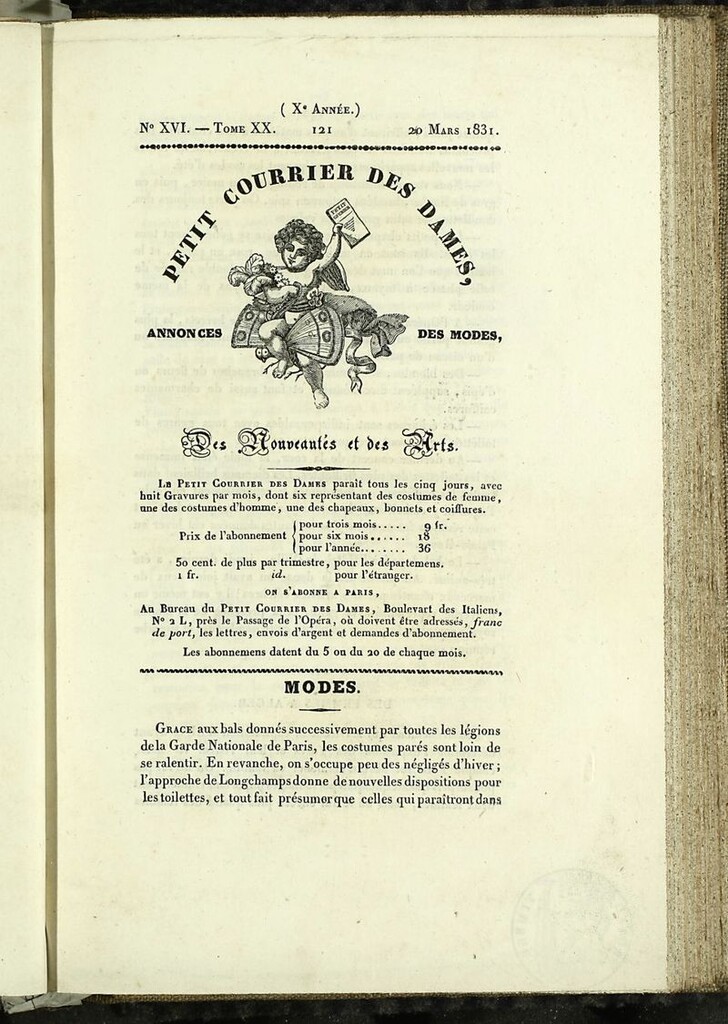 ( Xᵉ ANNÉE.)
Nº XVI. — TOME XX. 121 20 MARS 1831.
PETIT COURRIER DES DAMES,
PETIT COURRIER
ANNONCES DES MODES,
Des Nouveautés et des Arts.
LE PETIT COURRIER DES DAMES paraît tous les cinq jours, avec
huit Gravures par mois, dont six représentant des costumes de femme,
une des costumes d'homme, une des chapeaux, bonnets et coiffures.
Prix de l'abonnement { pour trois mois..... 9 fr.
pour six mois...... 18
pour l'année........ 36
50 cent. de plus par trimestre, pour les départemens.
1 fr. id. pour l'étranger.
ON S'ABONNE A PARIS,
Au Bureau du PETIT COURRIER DES DAMES, Boulevart des Italiens,
Nº 2 L, près le Passage de l'Opéra, où doivent être adressés, franc
de port, les lettres, envois d'argent et demandes d'abonnement.
Les abonnemens datent du 5 ou du 20 de chaque mois.
MODES.
GRACE aux bals donnés successivement par toutes les légions
de la Garde Nationale de Paris, les costumes parés sont loin de
se ralentir. En revanche, on s'occupe peu des négligés d'hiver ;
l'approche de Longchamps donne de nouvelles dispositions pour
les toilettes, et tout fait présumer que celles qui paraîtront dans